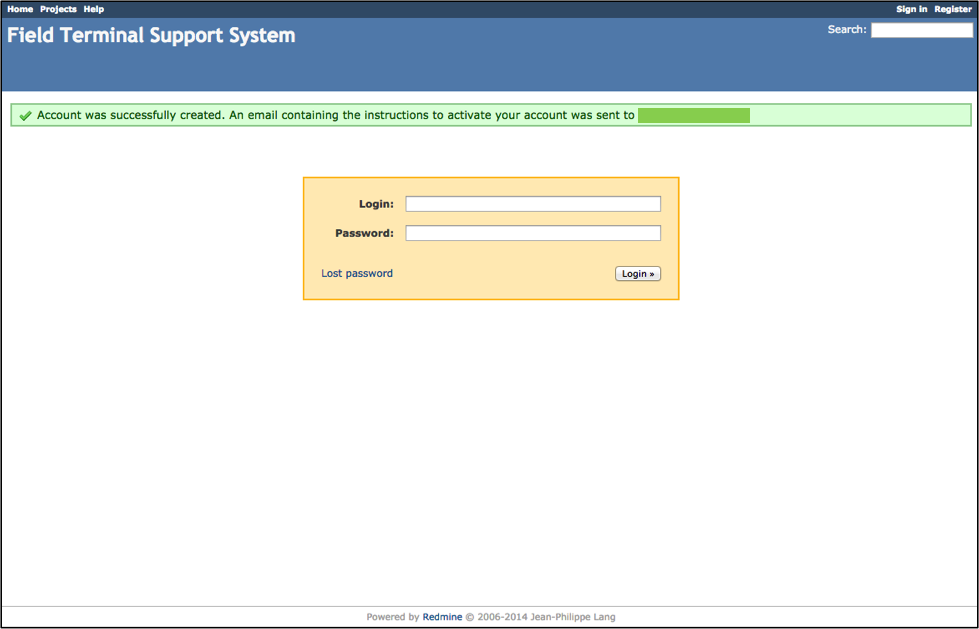 Home Projects Help Sign in Register
Field Terminal Support System
Search:
Account was successfully created. An email containing the instructions to activate your account was sent to
Login:
Password:
Lost password
Login »
Powered by Redmine © 2006-2014 Jean-Philippe Lang